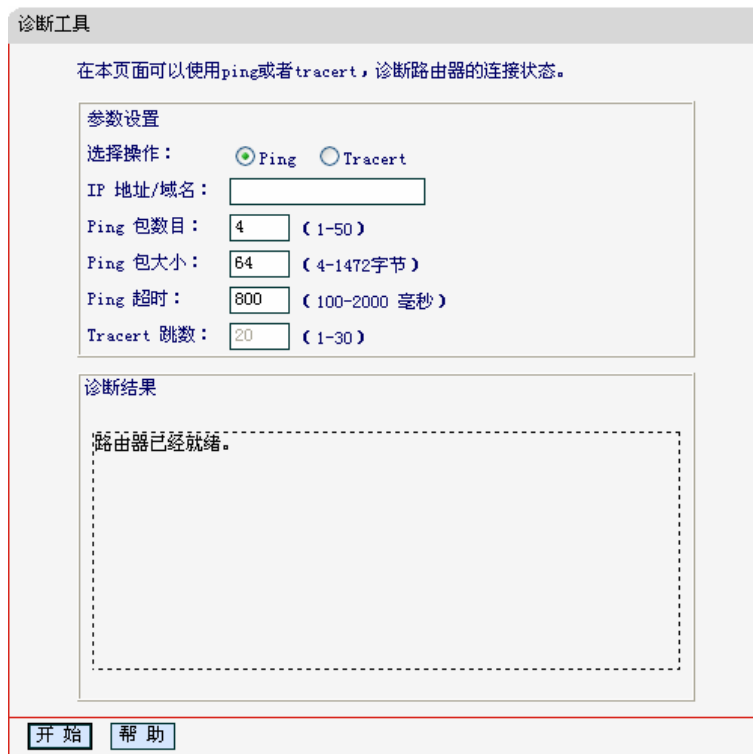 诊断工具
在本页面可以使用ping或者tracert，诊断路由器的连接状态。
参数设置
选择操作： Ping Tracert
IP 地址/域名：
Ping 包数目： 4 （1-50）
Ping 包大小： 64 （4-1472字节）
Ping 超时： 800 （100-2000 毫秒）
Tracert 跳数： 20 （1-30）
诊断结果
路由器已经就绪。
开 始 帮 助